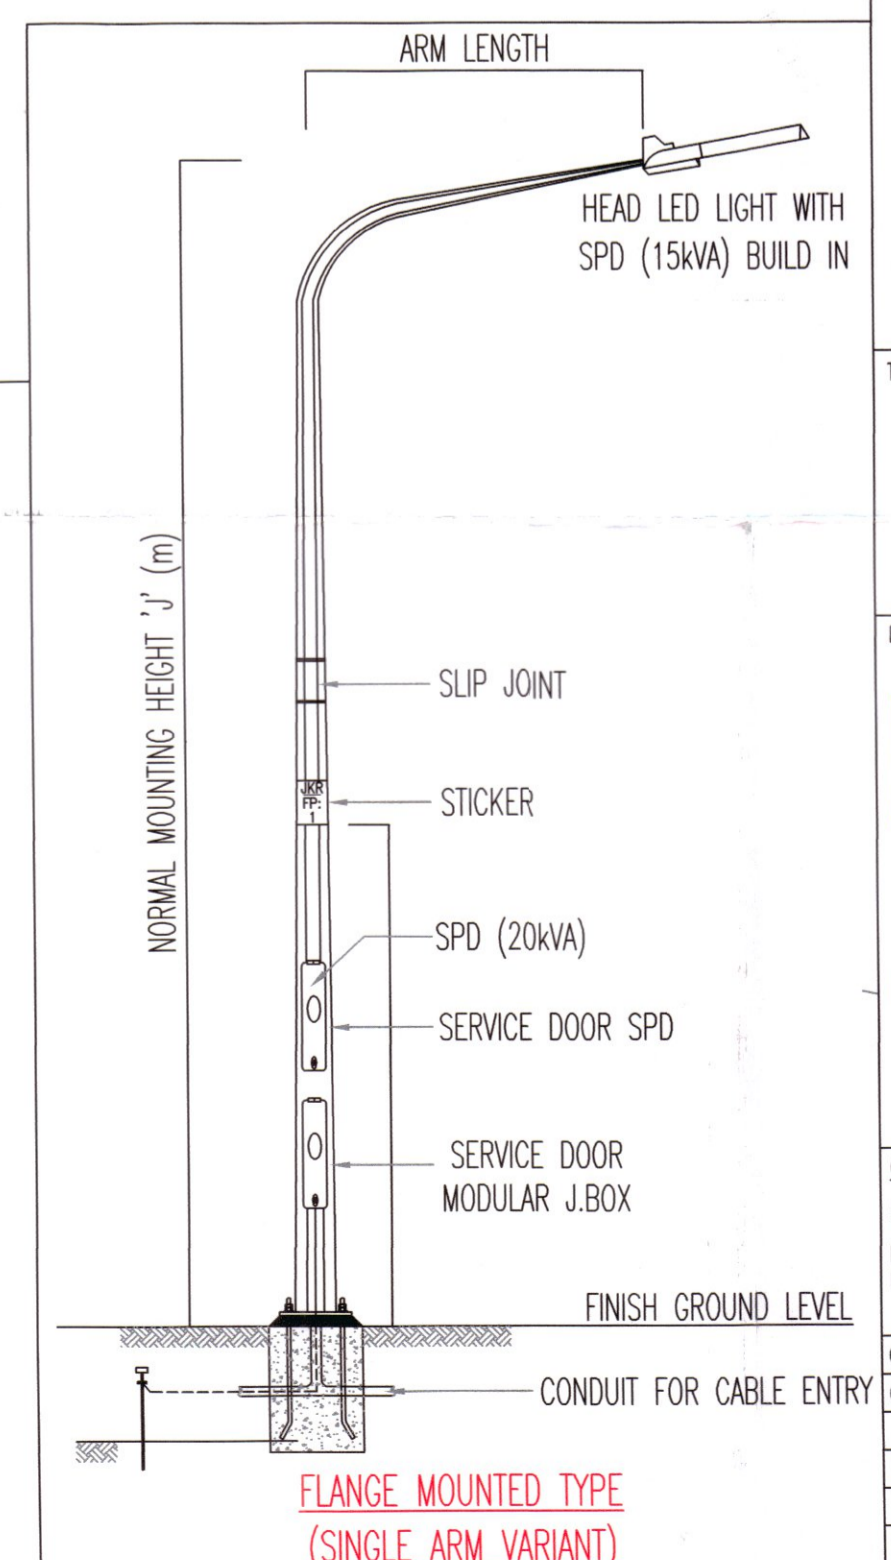 ARM LENGTH
HEAD LED LIGHT WITH
SPD (15kVA) BUILD IN
NORMAL MOUNTING HEIGHT 'J' (m)
SLIP JOINT
JKR
FP:
1
STICKER
SPD (20kVA)
SERVICE DOOR SPD
SERVICE DOOR
MODULAR J.BOX
FINISH GROUND LEVEL
CONDUIT FOR CABLE ENTRY
FLANGE MOUNTED TYPE
(SINGLE ARM VARIANT)